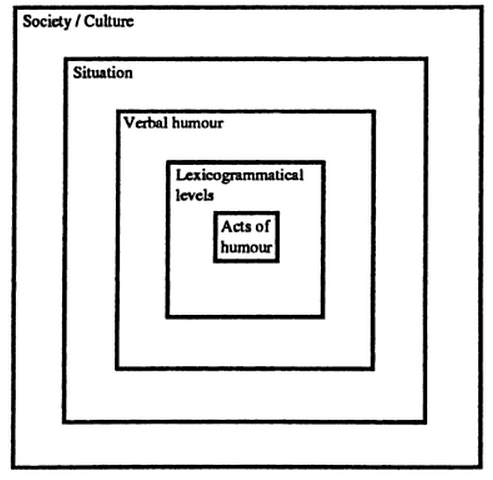 Society / Culture
Situation
Verbal humour
Lexicogrammatical
levels
Acts of
humour